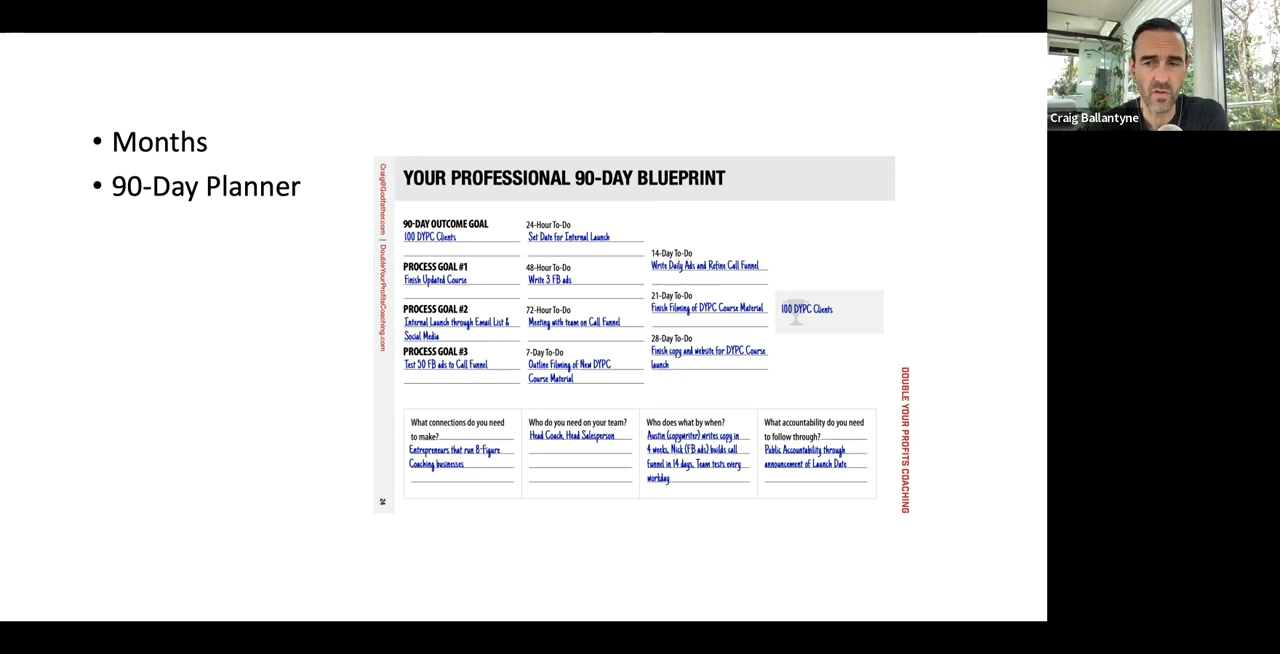 • Months
• 90-Day Planner
Craig@Godfather.com | DoubleYourProfitsCoaching.com
24
YOUR PROFESSIONAL 90-DAY BLUEPRINT
90-DAY OUTCOME GOAL
100 DYPC Clients
PROCESS GOAL #1
Finish Updated Course
PROCESS GOAL #2
Internal Launch through Email List &
Social Media
PROCESS GOAL #3
Test 50 FB ads to Call Funnel
24-Hour To-Do
Set Date for Internal Launch
48-Hour To-Do
Write 3 FB ads
72-Hour To-Do
Meeting with team on Call Funnel
7-Day To-Do
Outline Filming of New DYPC
Course Material
14-Day To-Do
Write Daily Ads and Refine Call Funnel
21-Day To-Do
Finish Filming of DYPC Course Material
28-Day To-Do
Finish copy and website for DYPC Course
launch
100 DYPC Clients
What connections do you need
to make?
Entrepreneurs that run 8-Figure
Coaching businesses
Who do you need on your team?
Head Coach, Head Salesperson
Who does what by when?
Austin (copywriter) writes copy in
4 weeks, Nick (FB ads) builds call
funnel in 14 days, Team tests every
workday
What accountability do you need
to follow through?
Public Accountability through
announcement of Launch Date
DOUBLE YOUR PROFITS COACHING
Craig Ballantyne